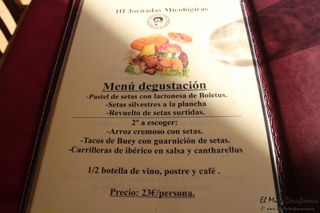 III Jornadas Micológicas
Menú degustación
-Pastel de setas con lactonesa de Boletus.
-Setas silvestres a la plancha
-Revuelto de setas surtidas.
2º a escoger:
-Arroz cremoso con setas.
-Tacos de Buey con guarnición de setas.
-Carrilleras de ibérico en salsa y cantharellus
1/2 botella de vino, postre y café .
Precio: 23€/persona.